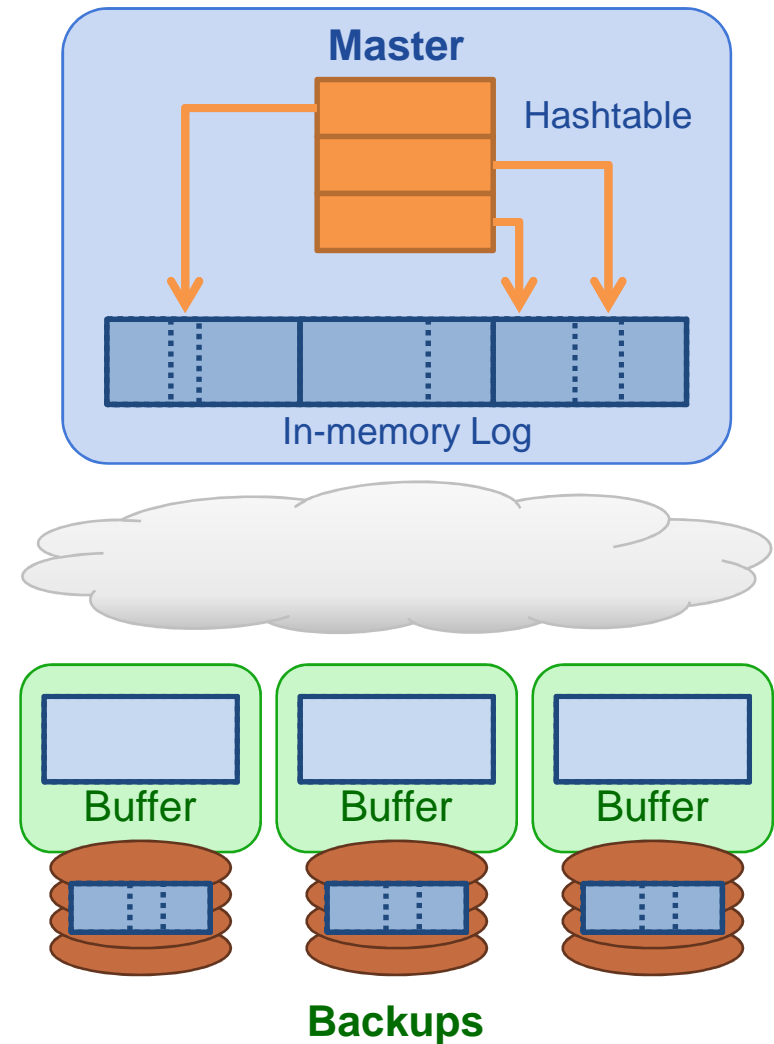 Master
Hashtable
In-memory Log
Buffer
Buffer
Buffer
Backups